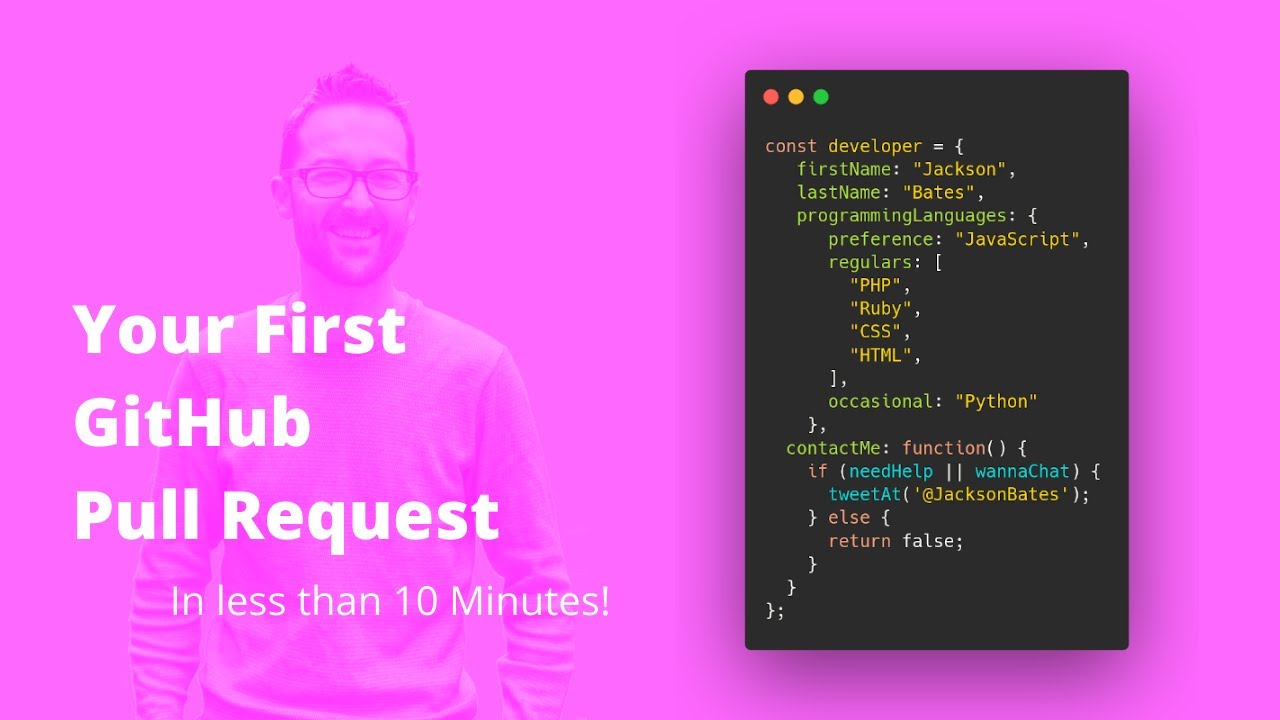 Your First
GitHub
Pull Request
In less than 10 Minutes!
const developer = {
   firstName: "Jackson",
   lastName: "Bates",
   programmingLanguages: {
      preference: "JavaScript",
      regulars: [
        "PHP",
        "Ruby",
        "CSS",
        "HTML",
      ],
      occasional: "Python"
    },
  contactMe: function() {
    if (needHelp || wannaChat) {
      tweetAt('@JacksonBates');
    } else {
      return false;
    }
  }
};